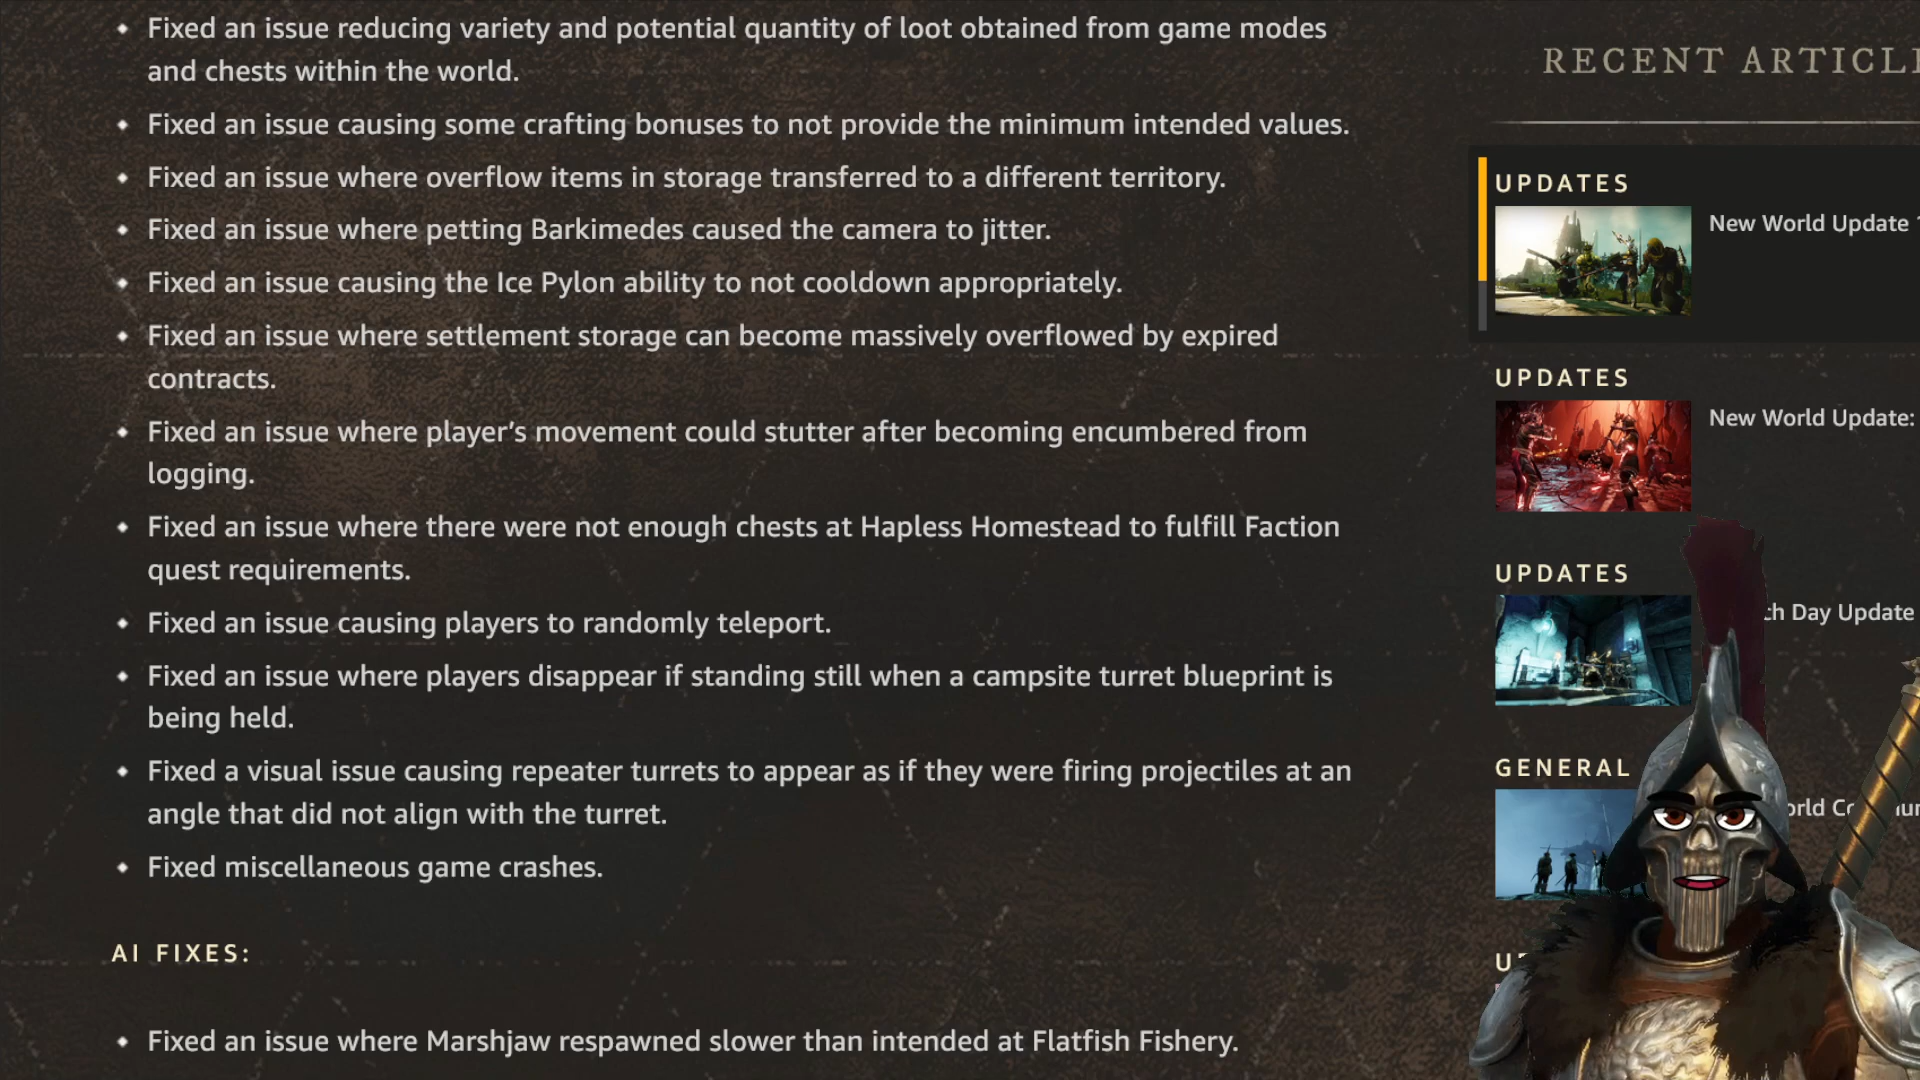 Fixed an issue reducing variety and potential quantity of loot obtained from game modes
and chests within the world.
Fixed an issue causing some crafting bonuses to not provide the minimum intended values.
Fixed an issue where overflow items in storage transferred to a different territory.
Fixed an issue where petting Barkimedes caused the camera to jitter.
Fixed an issue causing the Ice Pylon ability to not cooldown appropriately.
Fixed an issue where settlement storage can become massively overflowed by expired
contracts.
Fixed an issue where player’s movement could stutter after becoming encumbered from
logging.
Fixed an issue where there were not enough chests at Hapless Homestead to fulfill Faction
quest requirements.
Fixed an issue causing players to randomly teleport.
Fixed an issue where players disappear if standing still when a campsite turret blueprint is
being held.
Fixed a visual issue causing repeater turrets to appear as if they were firing projectiles at an
angle that did not align with the turret.
Fixed miscellaneous game crashes.
AI FIXES:
Fixed an issue where Marshjaw respawned slower than intended at Flatfish Fishery.
RECENT
UPDATES
New World Update
UPDATES
New World Update:
UPDATES
Day Update
GENERAL